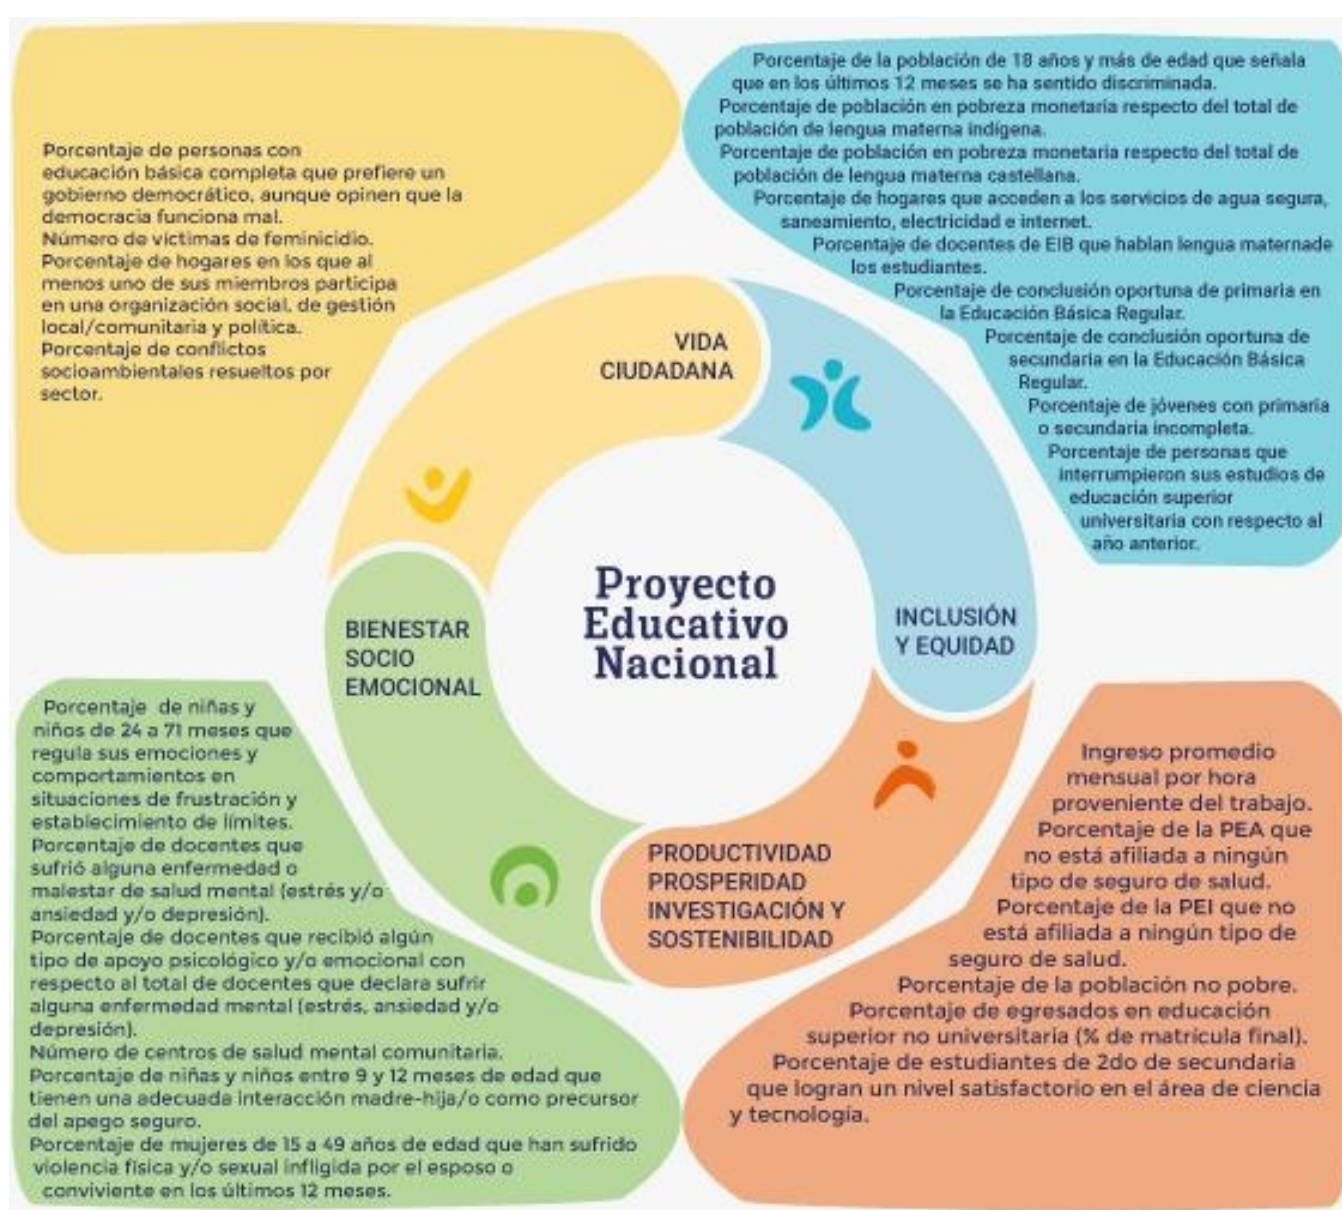 Porcentaje de personas con
educación básica completa que prefiere un
gobierno democrático, aunque opinen que la
democracia funciona mal.
Número de víctimas de feminicidio.
Porcentaje de hogares en los que al
menos uno de sus miembros participa
en una organización social, de gestión
local/comunitaria y política.
Porcentaje de conflictos
socioambientales resueltos por
sector.
Porcentaje de la población de 18 años y más de edad que señala
que en los últimos 12 meses se ha sentido discriminada.
Porcentaje de población en pobreza monetaria respecto del total de
población de lengua materna indígena.
Porcentaje de población en pobreza monetaria respecto del total de
población de lengua materna castellana.
Porcentaje de hogares que acceden a los servicios de agua segura,
saneamiento, electricidad e internet.
Porcentaje de docentes de EIB que hablan lengua maternade
los estudiantes.
Porcentaje de conclusión oportuna de primaria en
la Educación Básica Regular.
Porcentaje de conclusión oportuna de
secundaria en la Educación Básica
Regular.
Porcentaje de jóvenes con primaria
o secundaria incompleta.
Porcentaje de personas que
interrumpieron sus estudios de
educación superior
universitaria con respecto al
año anterior.
VIDA
CIUDADANA
INCLUSIÓN
Y EQUIDAD
Proyecto
Educativo
Nacional
BIENESTAR
SOCIO
EMOCIONAL
PRODUCTIVIDAD
PROSPERIDAD
INVESTIGACIÓN Y
SOSTENIBILIDAD
Porcentaje de niñas y
niños de 24 a 71 meses que
regula sus emociones y
comportamientos en
situaciones de frustración y
establecimiento de límites.
Porcentaje de docentes que
sufrió alguna enfermedad o
malestar de salud mental (estrés y/o
ansiedad y/o depresión).
Porcentaje de docentes que recibió algún
tipo de apoyo psicológico y/o emocional con
respecto al total de docentes que declara sufrir
alguna enfermedad mental (estrés, ansiedad y/o
depresión).
Número de centros de salud mental comunitaria.
Porcentaje de niñas y niños entre 9 y 12 meses de edad que
tienen una adecuada interacción madre-hija/o como precursor
del apego seguro.
Porcentaje de mujeres de 15 a 49 años de edad que han sufrido
violencia física y/o sexual infligida por el esposo o
conviviente en los últimos 12 meses.
Ingreso promedio
mensual por hora
proveniente del trabajo.
Porcentaje de la PEA que
no está afiliada a ningún
tipo de seguro de salud.
Porcentaje de la PEI que no
está afiliada a ningún tipo de
seguro de salud.
Porcentaje de la población no pobre.
Porcentaje de egresados en educación
superior no universitaria (% de matrícula final).
Porcentaje de estudiantes de 2do de secundaria
que logran un nivel satisfactorio en el área de ciencia
y tecnología.